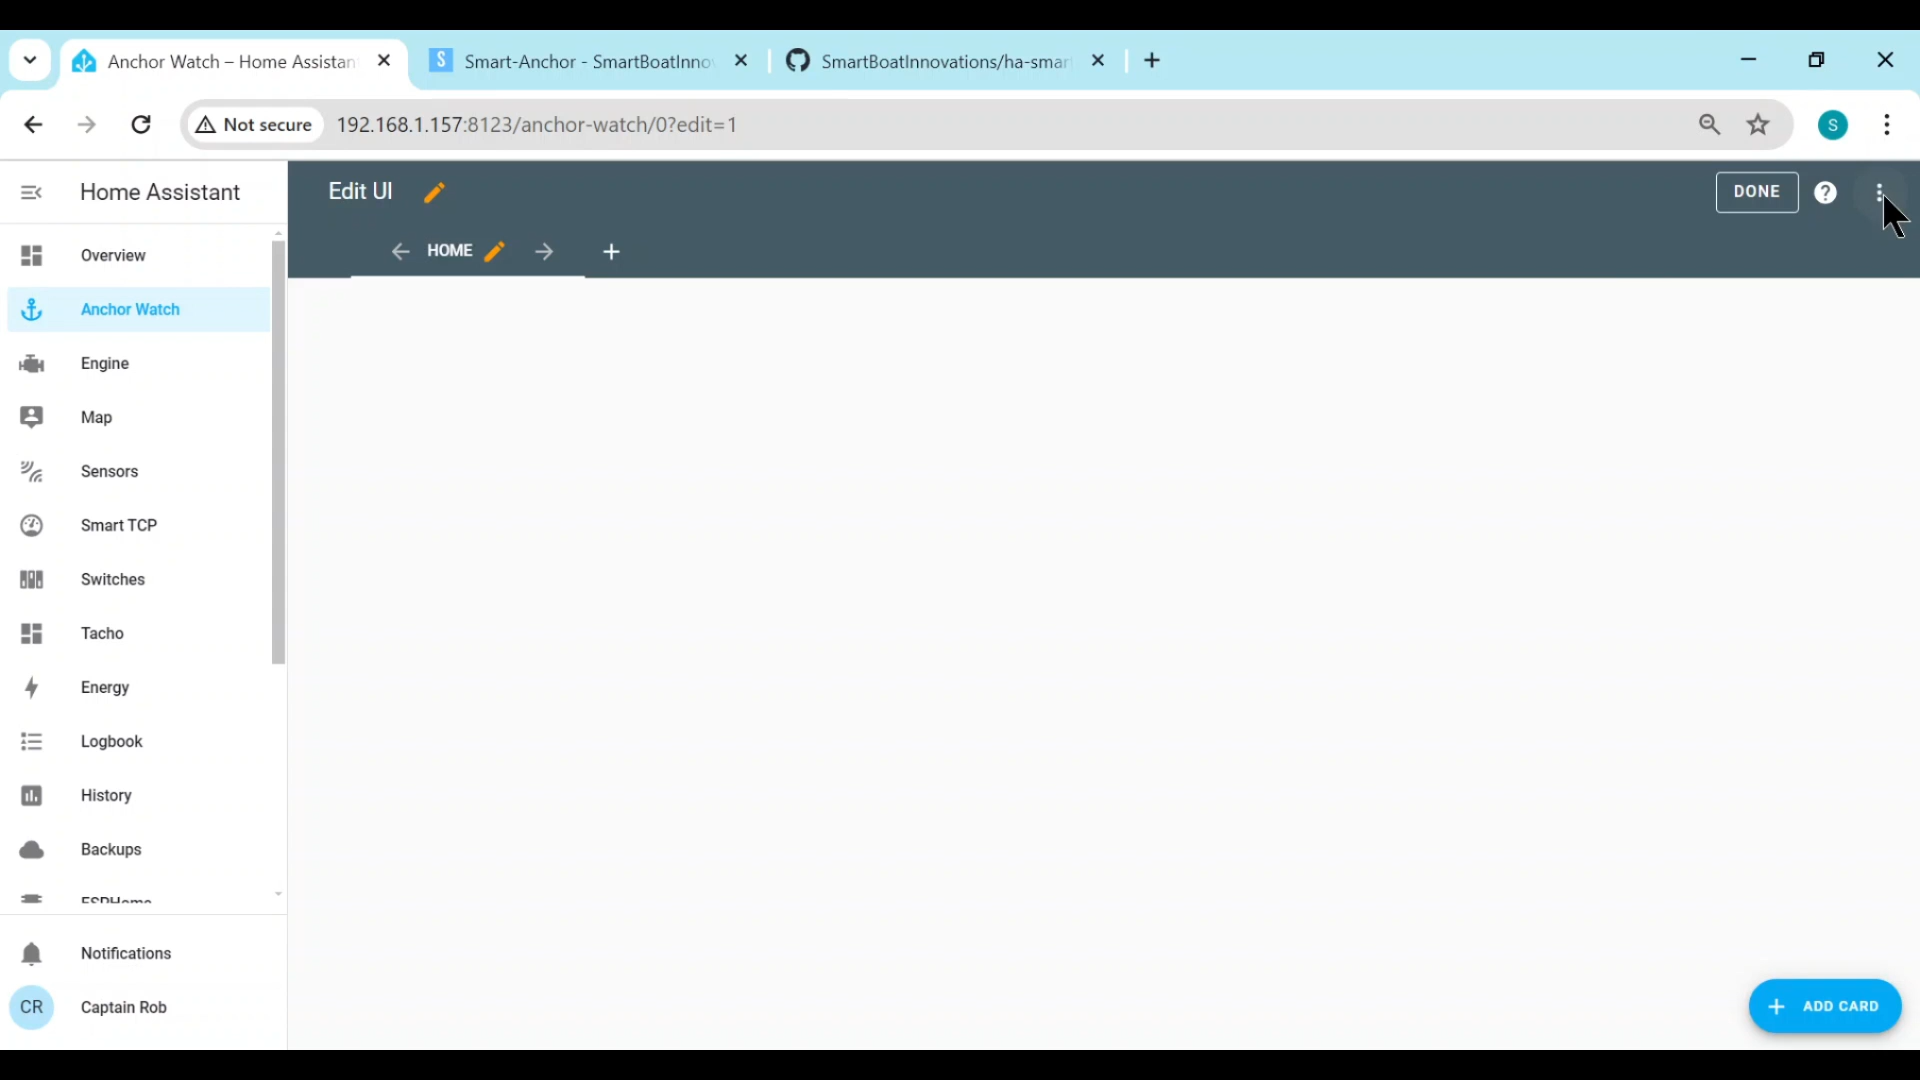 Anchor Watch – Home Assistan
Smart-Anchor - SmartBoatInno
SmartBoatInnovations/ha-smar
Not secure
192.168.1.157:8123/anchor-watch/0?edit=1
S
Home Assistant
Edit UI
DONE
HOME
Overview
Anchor Watch
Engine
Map
Sensors
Smart TCP
Switches
Tacho
Energy
Logbook
History
Backups
ESPHome
Notifications
CR
Captain Rob
ADD CARD